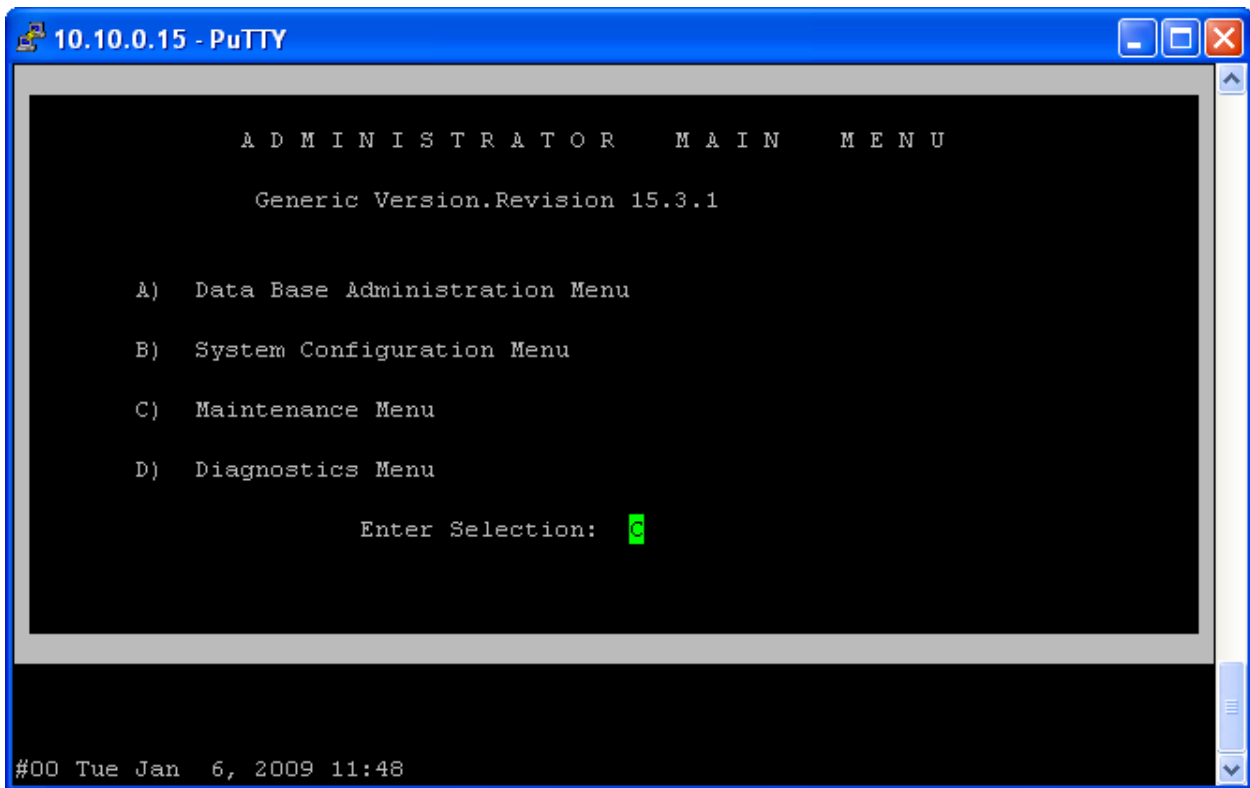 10.10.0.15 - PuTTY
A D M I N I S T R A T O R   M A I N   M E N U
Generic Version.Revision 15.3.1
A) Data Base Administration Menu
B) System Configuration Menu
C) Maintenance Menu
D) Diagnostics Menu
Enter Selection: C
#00 Tue Jan  6, 2009 11:48